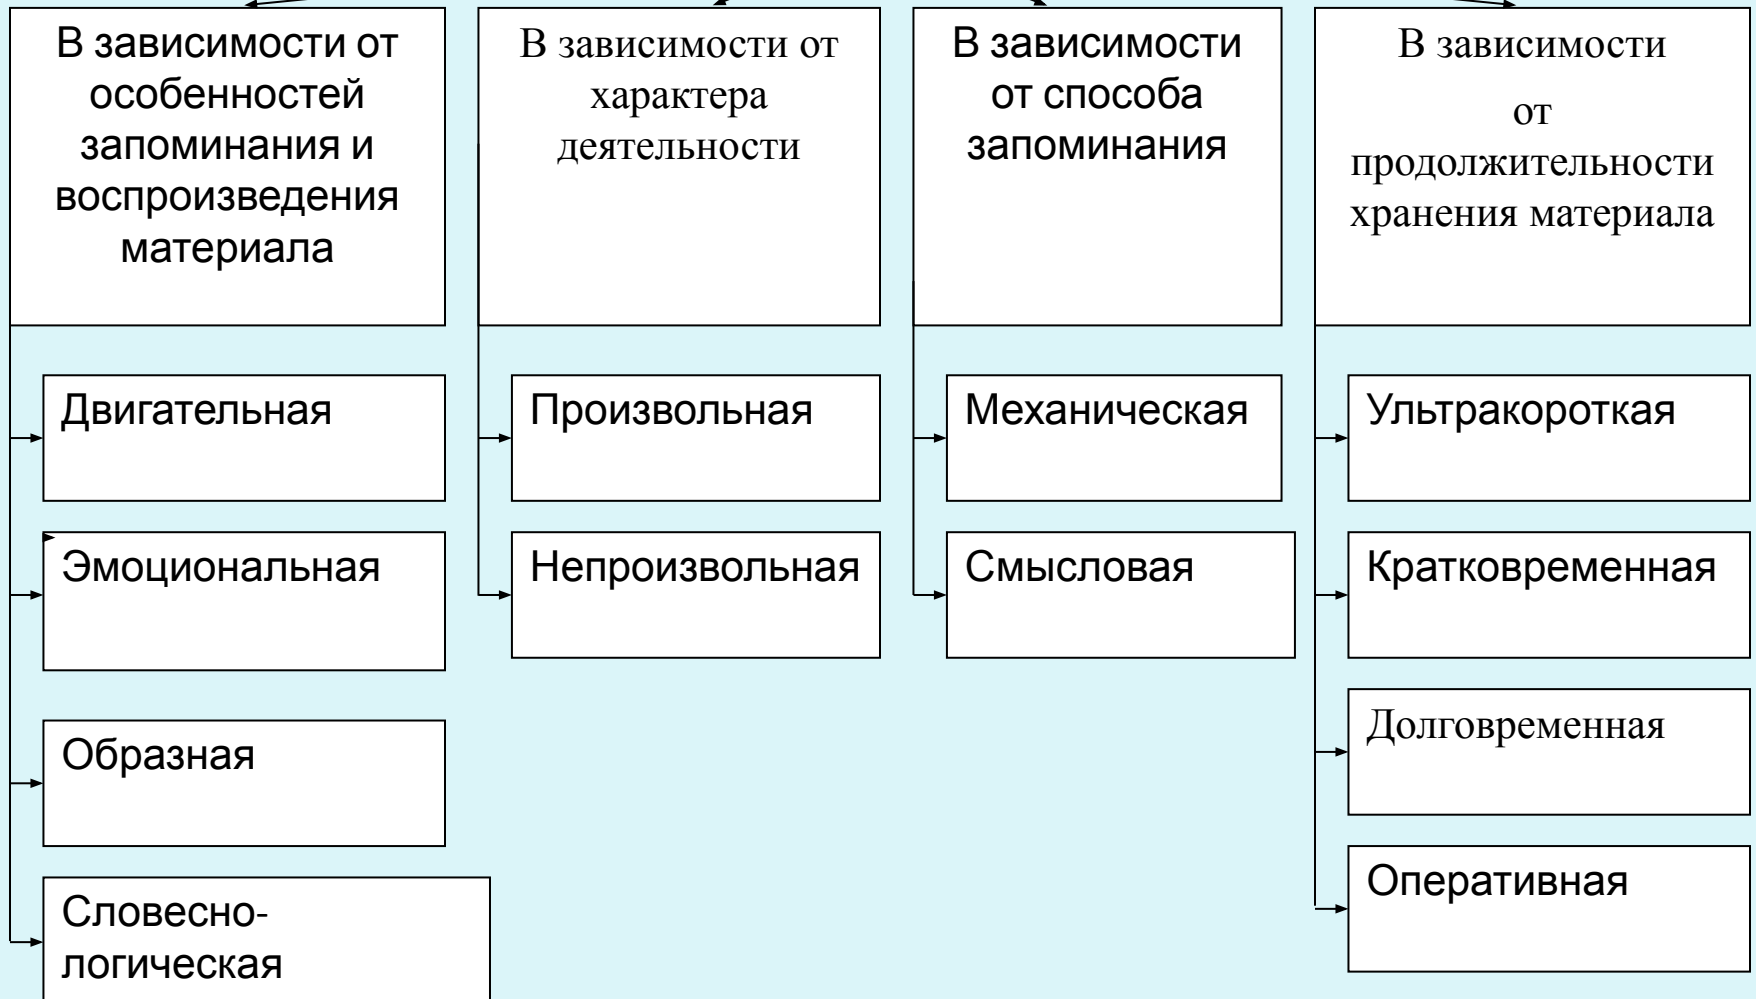 В зависимости от
особенностей
запоминания и
воспроизведения
материала
Двигательная
Эмоциональная
Образная
Словесно-
логическая
В зависимости от
характера
деятельности
Произвольная
Непроизвольная
В зависимости
от способа
запоминания
Механическая
Смысловая
В зависимости
от
продолжительности
хранения материала
Ультракороткая
Кратковременная
Долговременная
Оперативная